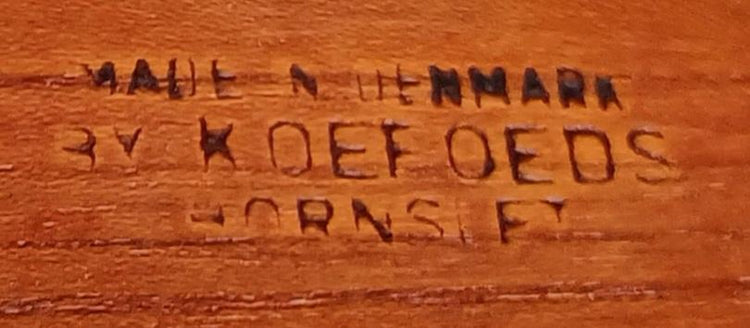 MADE IN DENMARK
BY KOEFOEDS
HORNSLET